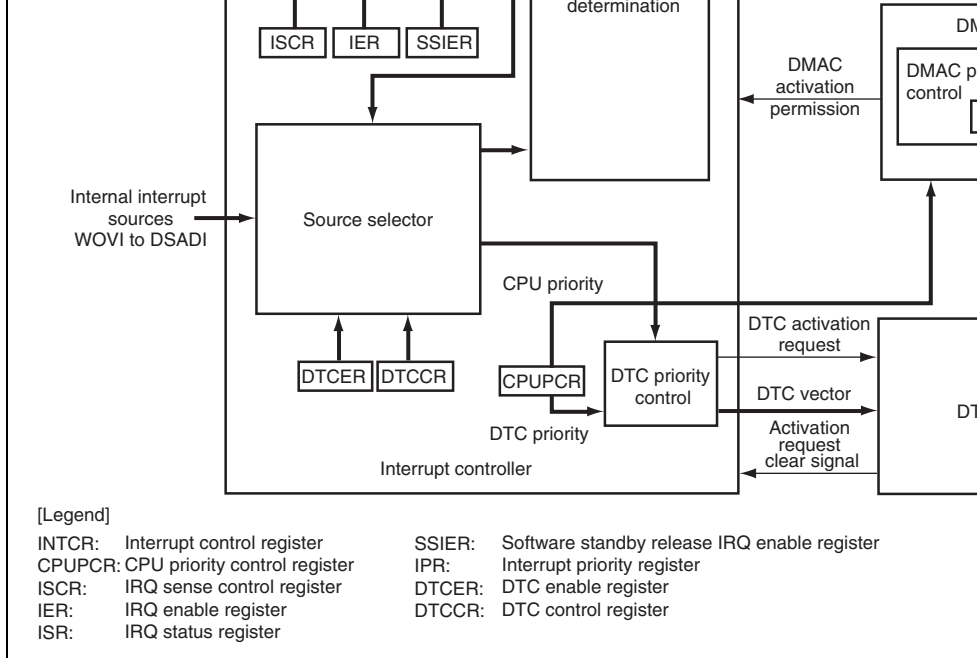 determination
ISCR IER SSIER
DM
DMAC
activation
permission
DMAC p
control
Internal interrupt
sources
WOVI to DSADI
Source selector
CPU priority
DTC activation
request
DTCER DTCCR
CPUPCR
DTC priority
control
DTC vector
DTC priority
Activation
request
clear signal
DT
Interrupt controller
[Legend]
INTCR: Interrupt control register
CPUPCR: CPU priority control register
ISCR: IRQ sense control register
IER: IRQ enable register
ISR: IRQ status register
SSIER: Software standby release IRQ enable register
IPR: Interrupt priority register
DTCER: DTC enable register
DTCCR: DTC control register